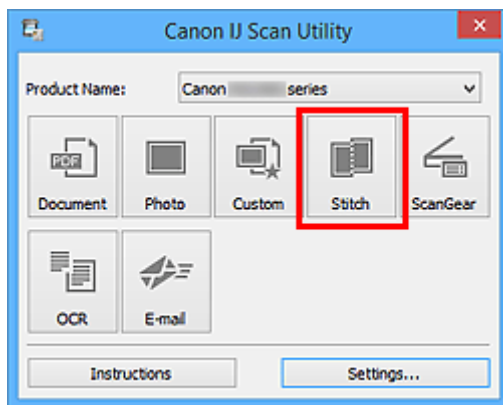 Canon IJ Scan Utility
Product Name: Canon series
Document Photo Custom Stitch ScanGear
PDF
OCR E-mail
Instructions Settings...